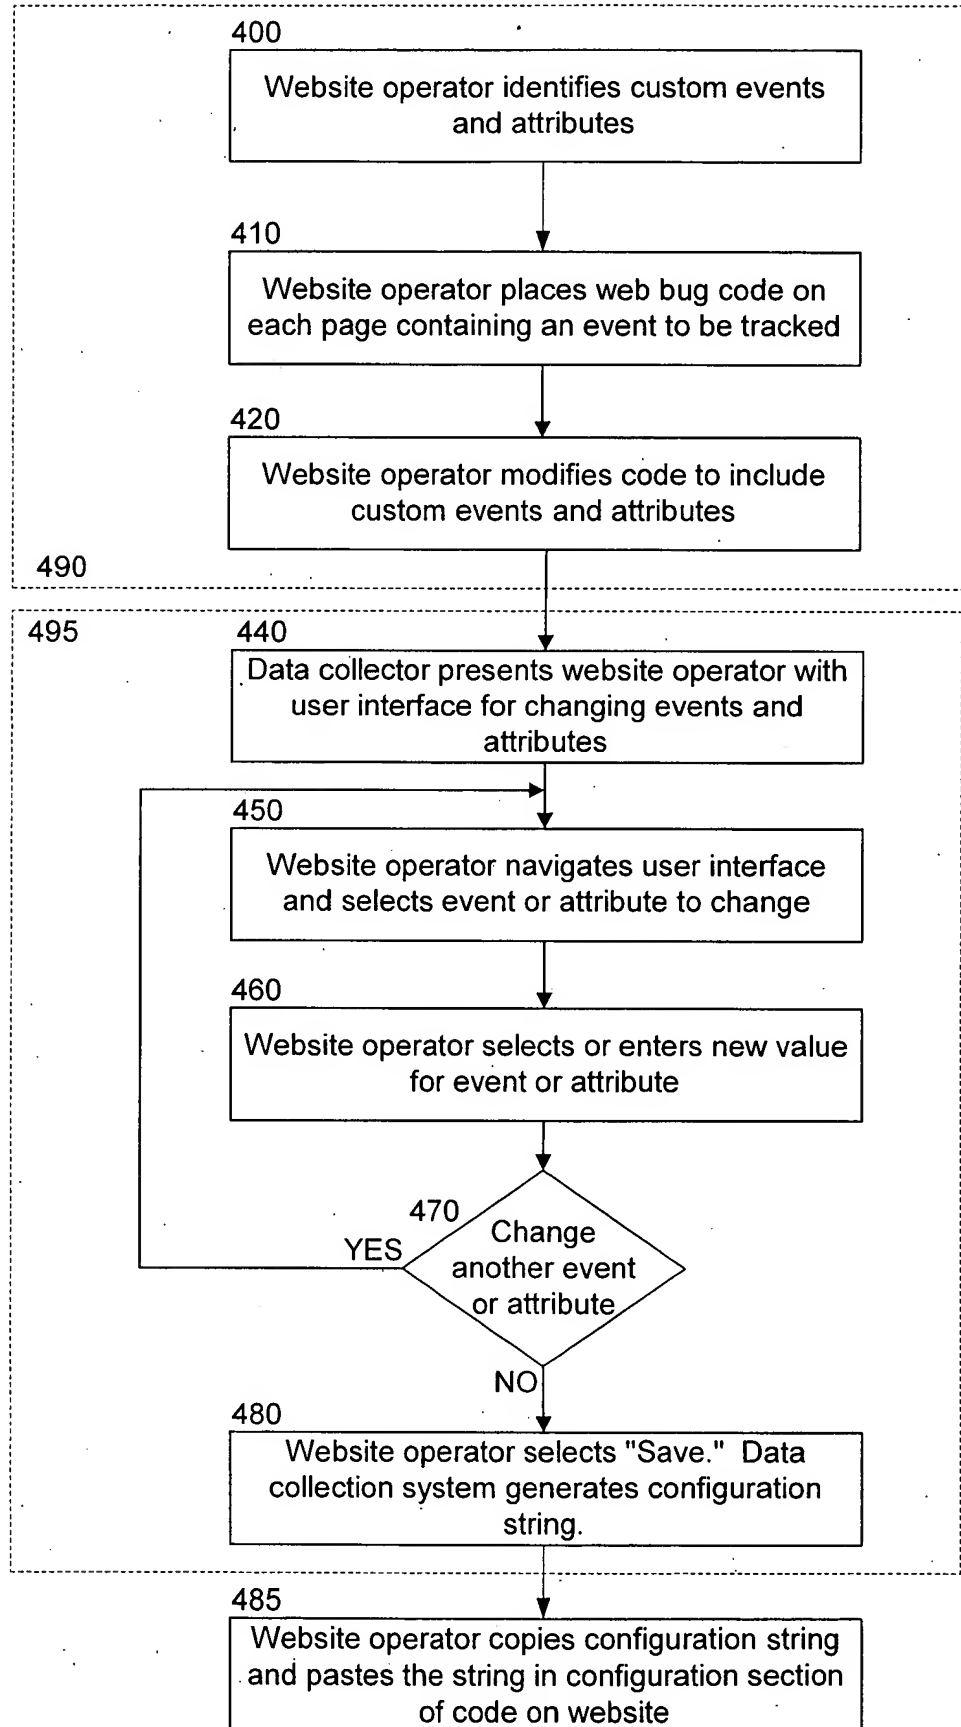 400
Website operator identifies custom events
and attributes
410
Website operator places web bug code on
each page containing an event to be tracked
420
Website operator modifies code to include
custom events and attributes
490
495
440
Data collector presents website operator with
user interface for changing events and
attributes
450
Website operator navigates user interface
and selects event or attribute to change
460
Website operator selects or enters new value
for event or attribute
470
YES
Change
another event
or attribute
NO
480
Website operator selects "Save." Data
collection system generates configuration
string.
485
Website operator copies configuration string
and pastes the string in configuration section
of code on website